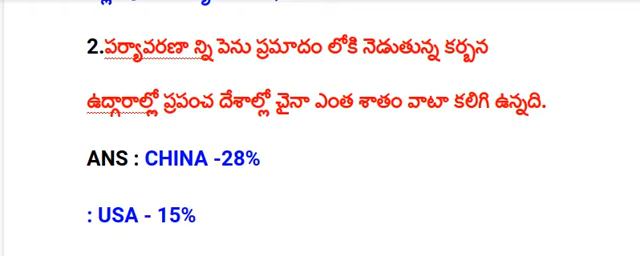 2.పర్యావరణా న్ని పెను ప్రమాదం లోకి నెడుతున్న కర్బన
ఉద్గారాల్లో ప్రపంచ దేశాల్లో ఛైనా ఎంత శాతం వాటా కలిగి ఉన్నది.
ANS : CHINA -28%
: USA - 15%